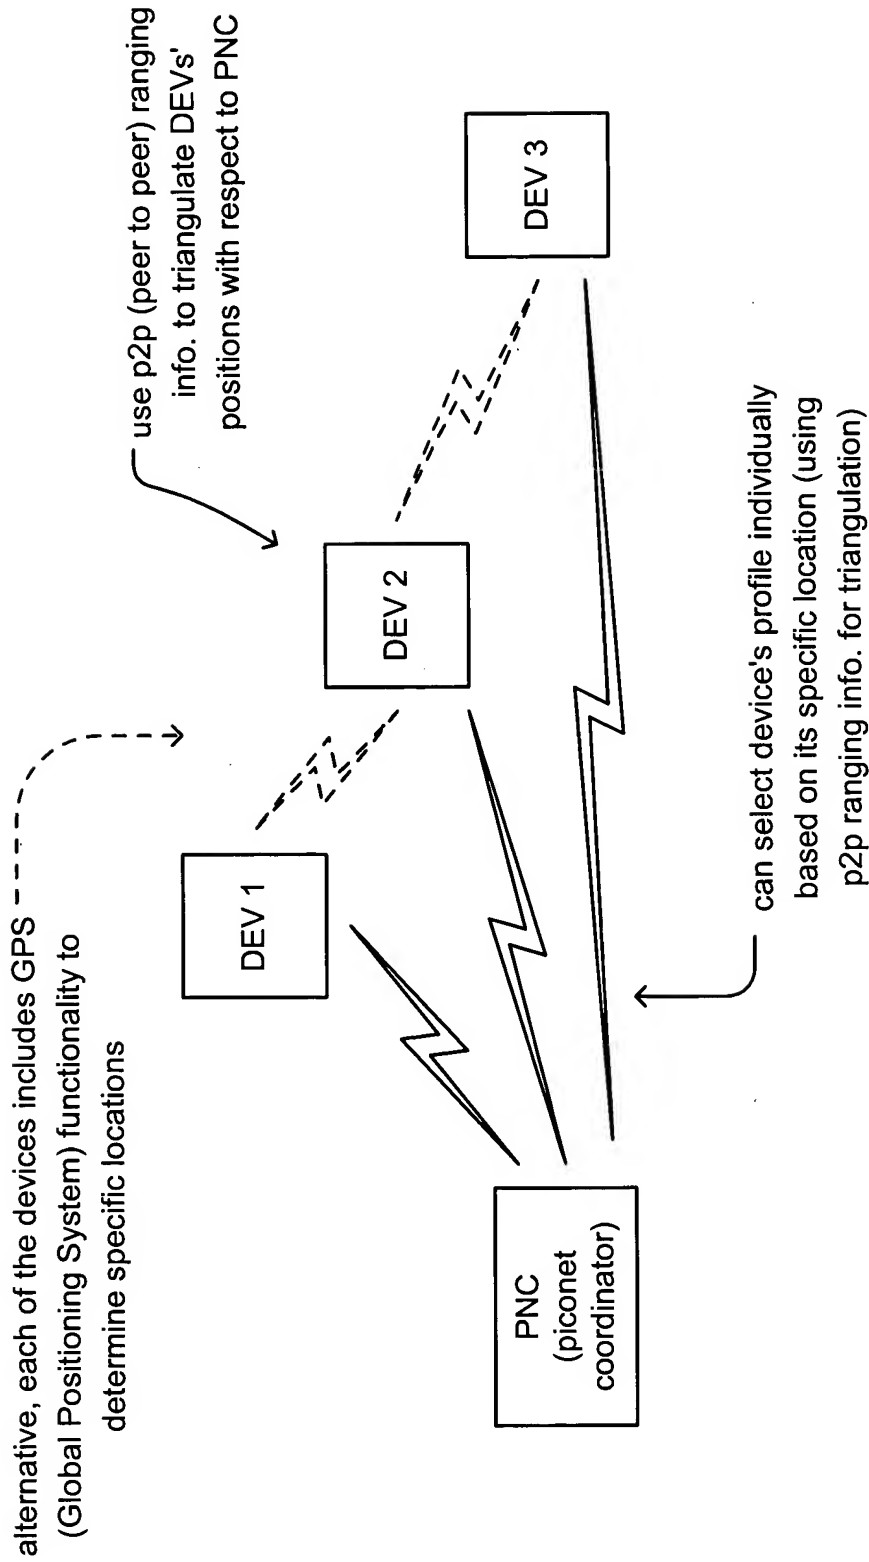 alternative, each of the devices includes GPS
(Global Positioning System) functionality to
determine specific locations
use p2p (peer to peer) ranging
info. to triangulate DEVs'
positions with respect to PNC
DEV 1
DEV 2
DEV 3
PNC
(piconet
coordinator)
can select device's profile individually
based on its specific location (using
p2p ranging info. for triangulation)